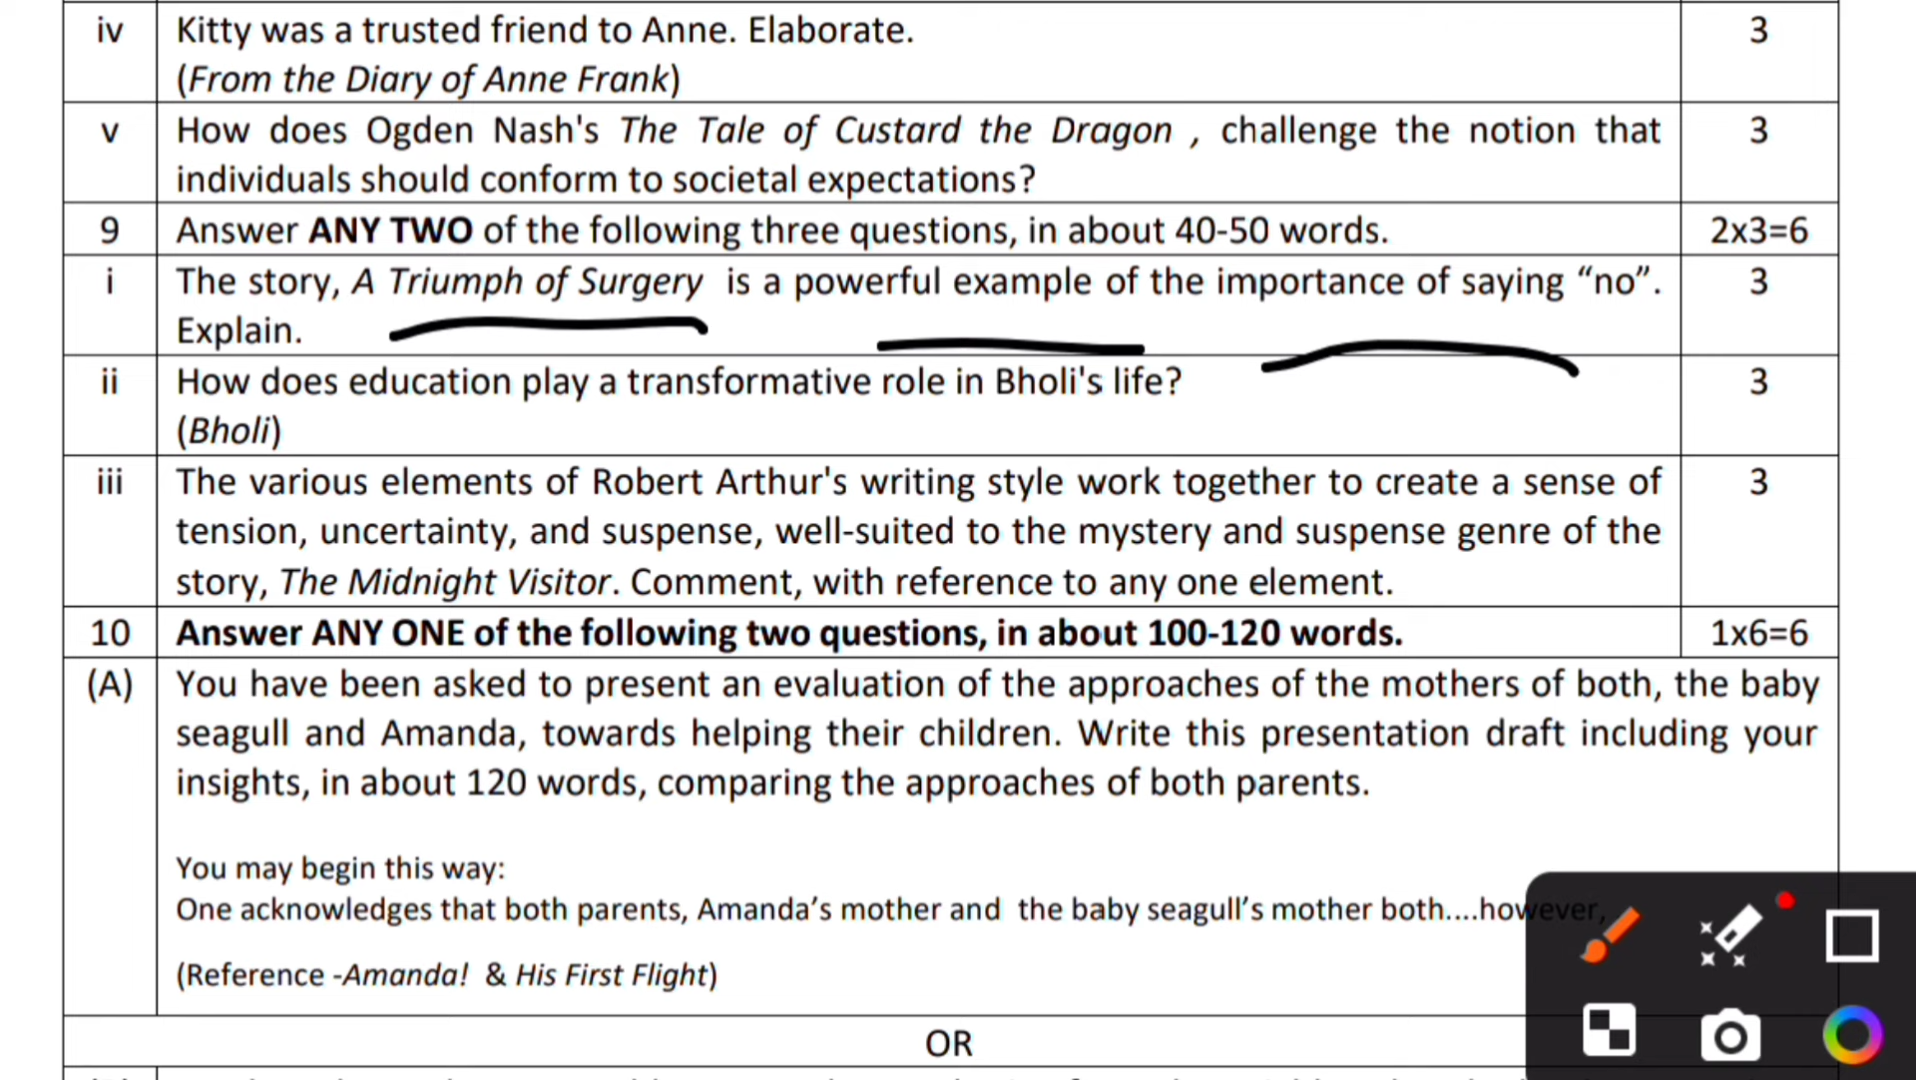 iv Kitty was a trusted friend to Anne. Elaborate. 3
(From the Diary of Anne Frank)
v How does Ogden Nash's The Tale of Custard the Dragon , challenge the notion that 3
individuals should conform to societal expectations?
9 Answer ANY TWO of the following three questions, in about 40-50 words. 2x3=6
i The story, A Triumph of Surgery is a powerful example of the importance of saying “no”. 3
Explain.
ii How does education play a transformative role in Bholi's life? 3
(Bholi)
iii The various elements of Robert Arthur's writing style work together to create a sense of 3
tension, uncertainty, and suspense, well-suited to the mystery and suspense genre of the
story, The Midnight Visitor. Comment, with reference to any one element.
10 Answer ANY ONE of the following two questions, in about 100-120 words. 1x6=6
(A) You have been asked to present an evaluation of the approaches of the mothers of both, the baby
seagull and Amanda, towards helping their children. Write this presentation draft including your
insights, in about 120 words, comparing the approaches of both parents.
You may begin this way:
One acknowledges that both parents, Amanda’s mother and the baby seagull’s mother both....however,
(Reference -Amanda! & His First Flight)
OR